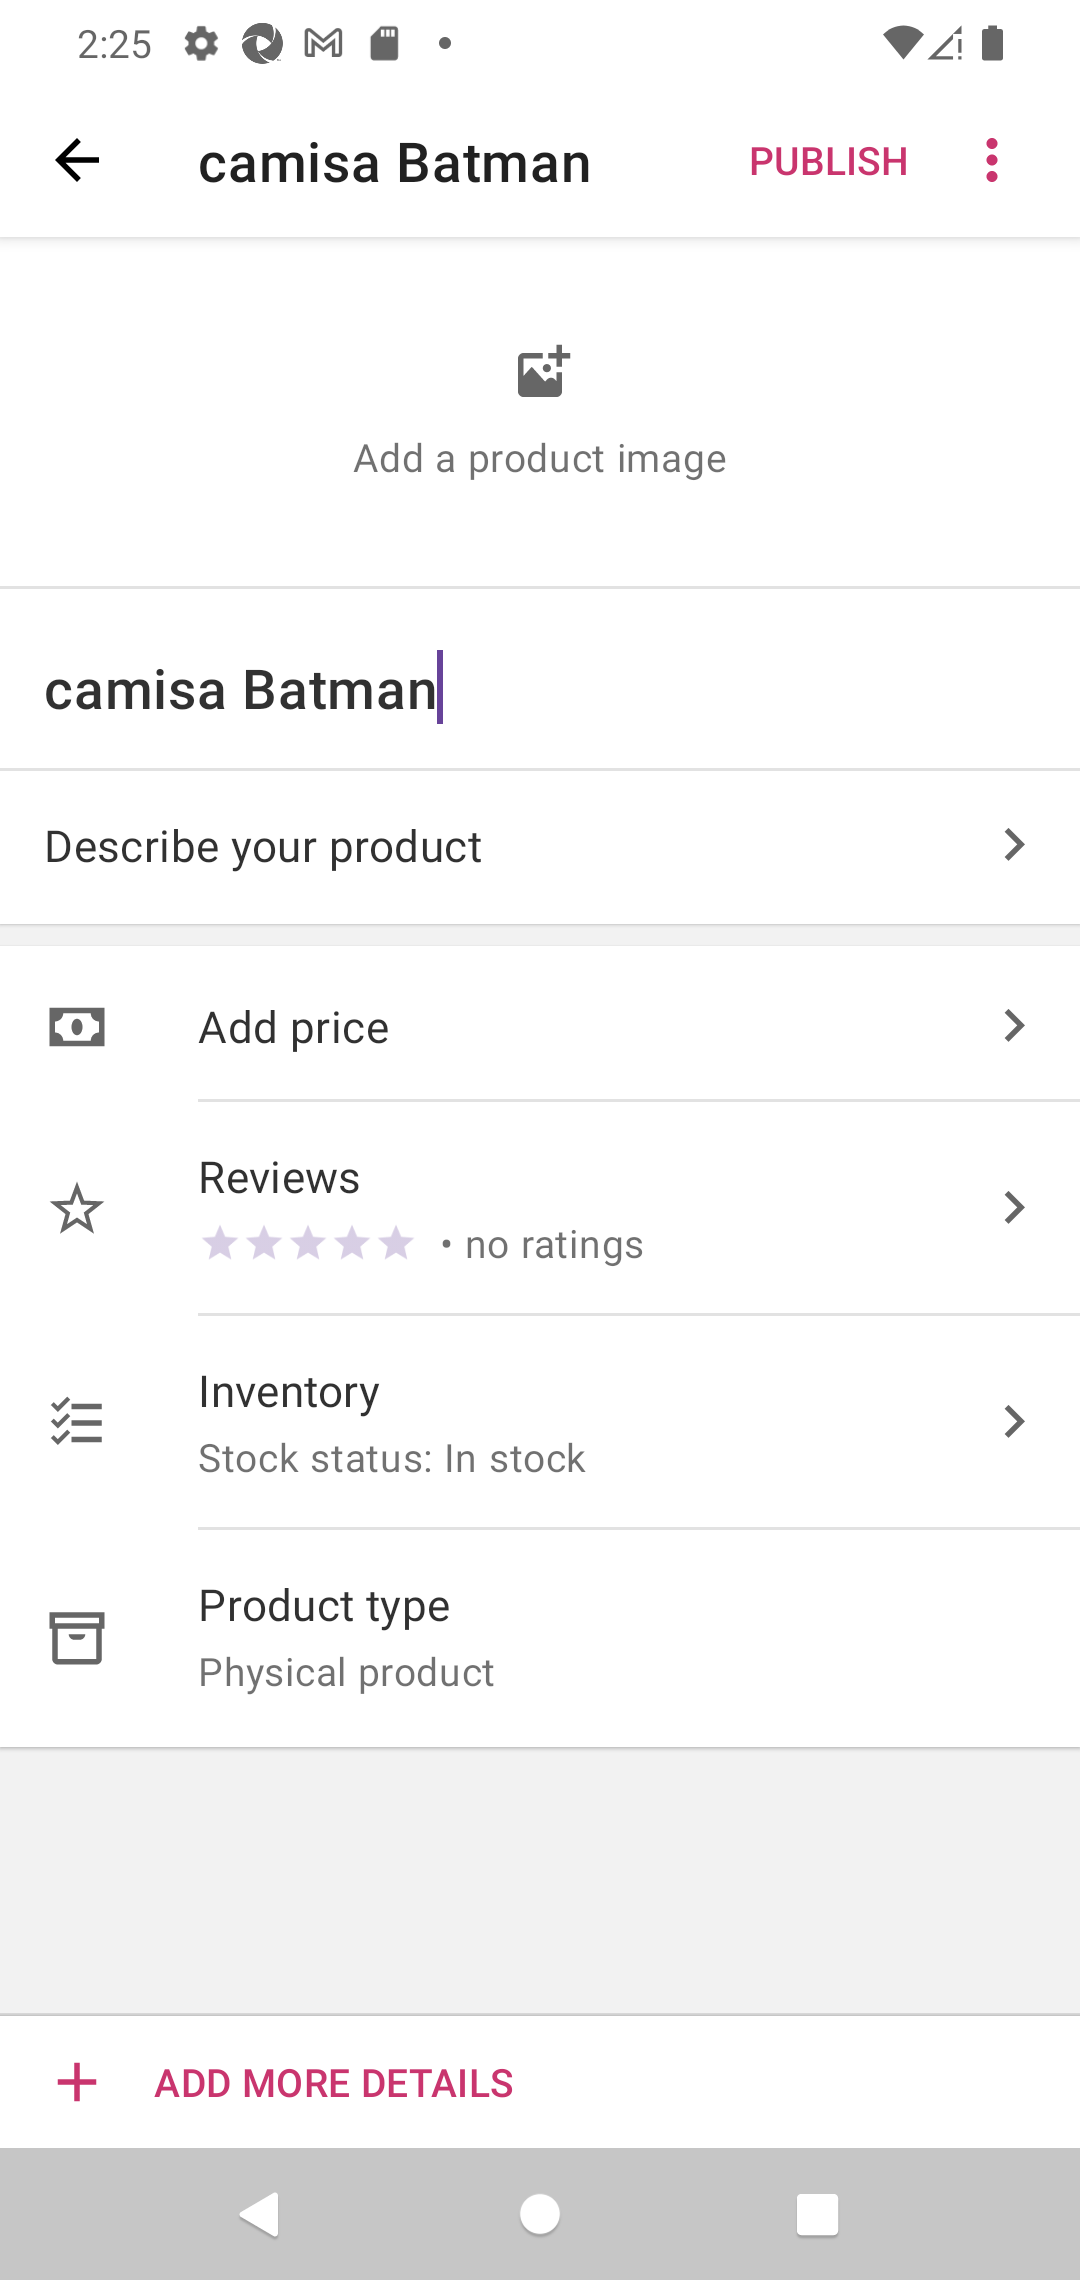 2:25
camisa Batman
PUBLISH
Add a product image
camisa Batman
Describe your product
Add price
Reviews
• no ratings
Inventory
Stock status: In stock
Product type
Physical product
ADD MORE DETAILS